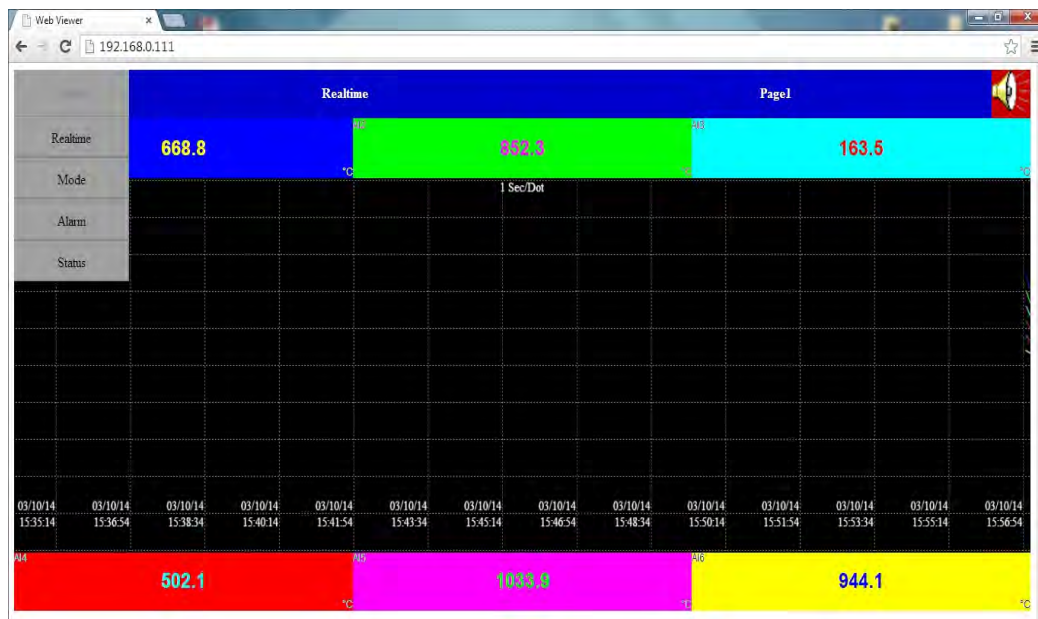 Web Viewer
192.168.0.111
Realtime Page1
Realtime
Mode
Alarm
Status
668.8 °C
AI2 852.3
AI3 163.5 °C
1 Sec/Dot
03/10/14 03/10/14 03/10/14 03/10/14 03/10/14 03/10/14 03/10/14 03/10/14 03/10/14 03/10/14 03/10/14 03/10/14 03/10/14 03/10/14
15:35:14 15:36:54 15:38:34 15:40:14 15:41:54 15:43:34 15:45:14 15:46:54 15:48:34 15:50:14 15:51:54 15:53:34 15:55:14 15:56:54
AI4 502.1 °C
AI5 1033.9 °C
AI6 944.1 °C